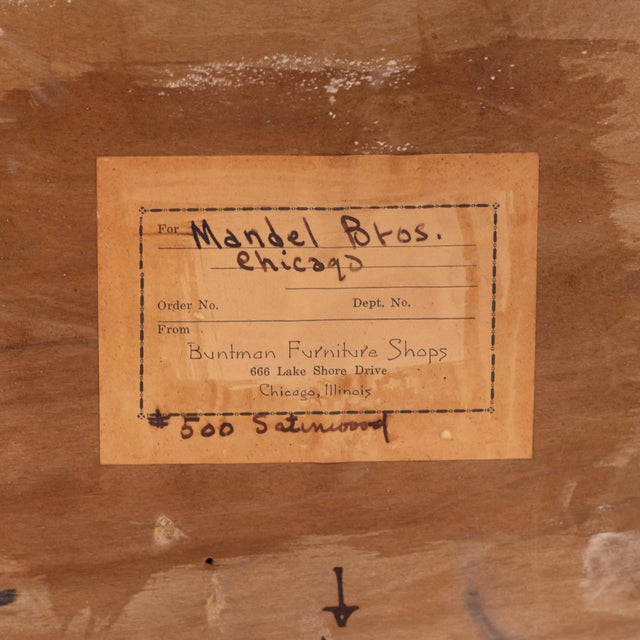 For Mandel Bros.
Chicago
Order No. Dept. No.
From
Buntman Furniture Shops
666 Lake Shore Drive
Chicago, Illinois
#500 Satinwood